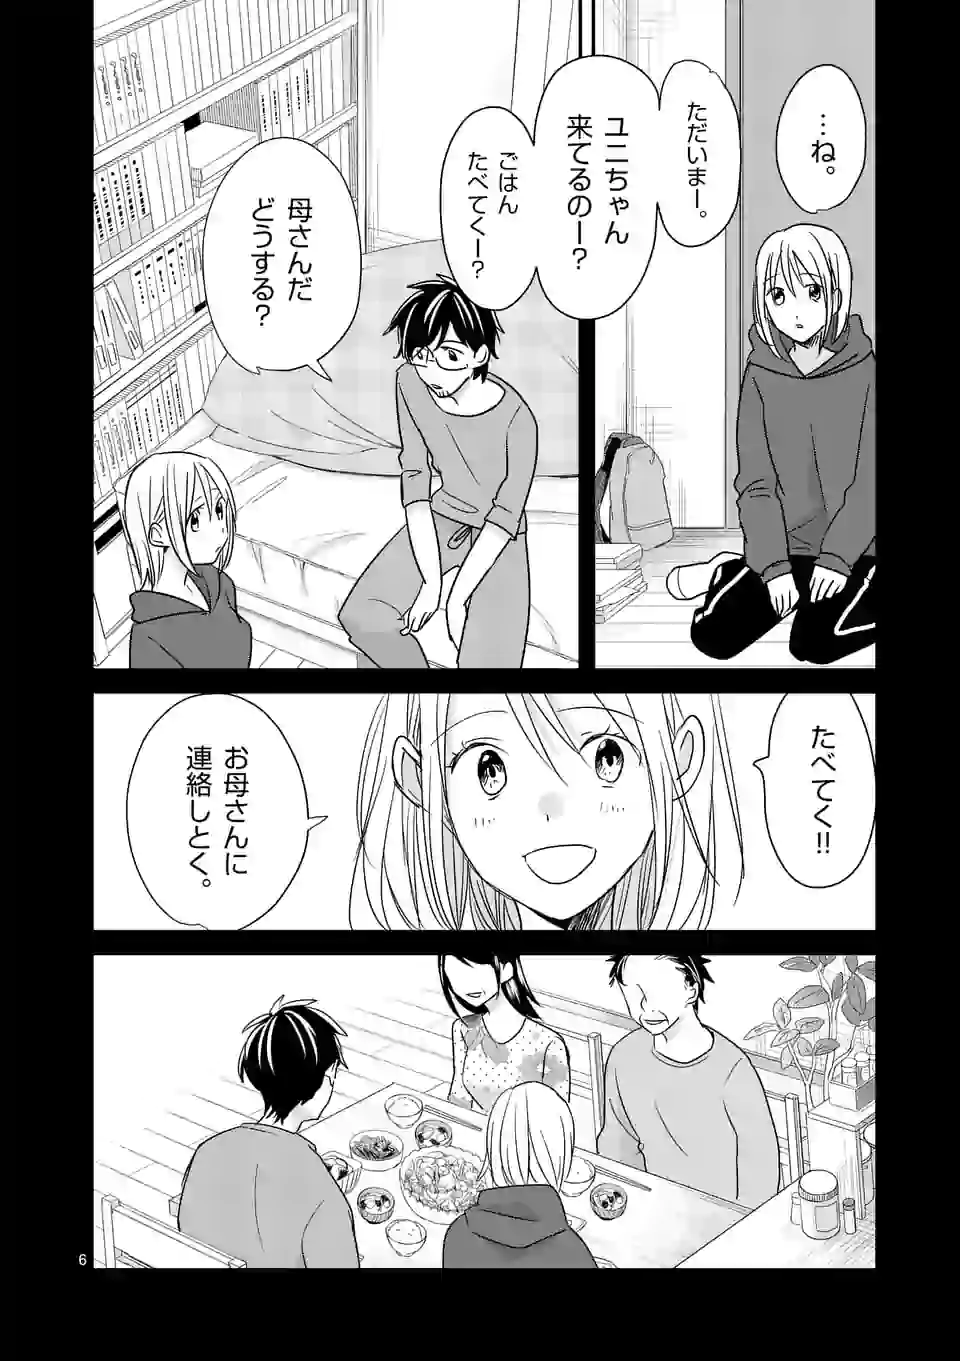 …ね。
ただいまー。
ユニちゃん
来てるのー？
ごはん
たべてくー？
母さんだ
どうする？
たべてく!!
お母さんに
連絡しとく。
6